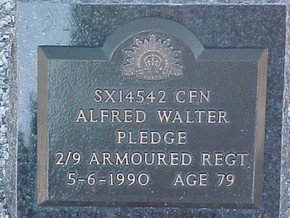 SX14542 CFN
ALFRED WALTER
PLEDGE
2/9 ARMOURED REGT.
5-6-1990 AGE 79